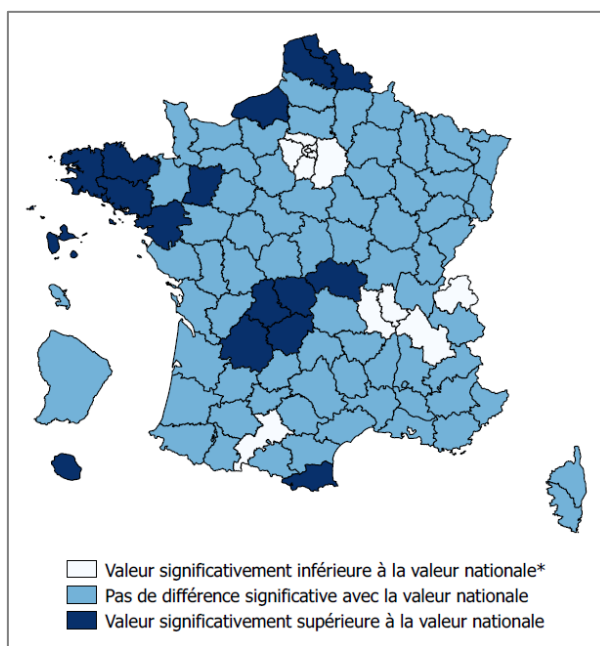 Valeur significativement inférieure à la valeur nationale*
Pas de différence significative avec la valeur nationale
Valeur significativement supérieure à la valeur nationale